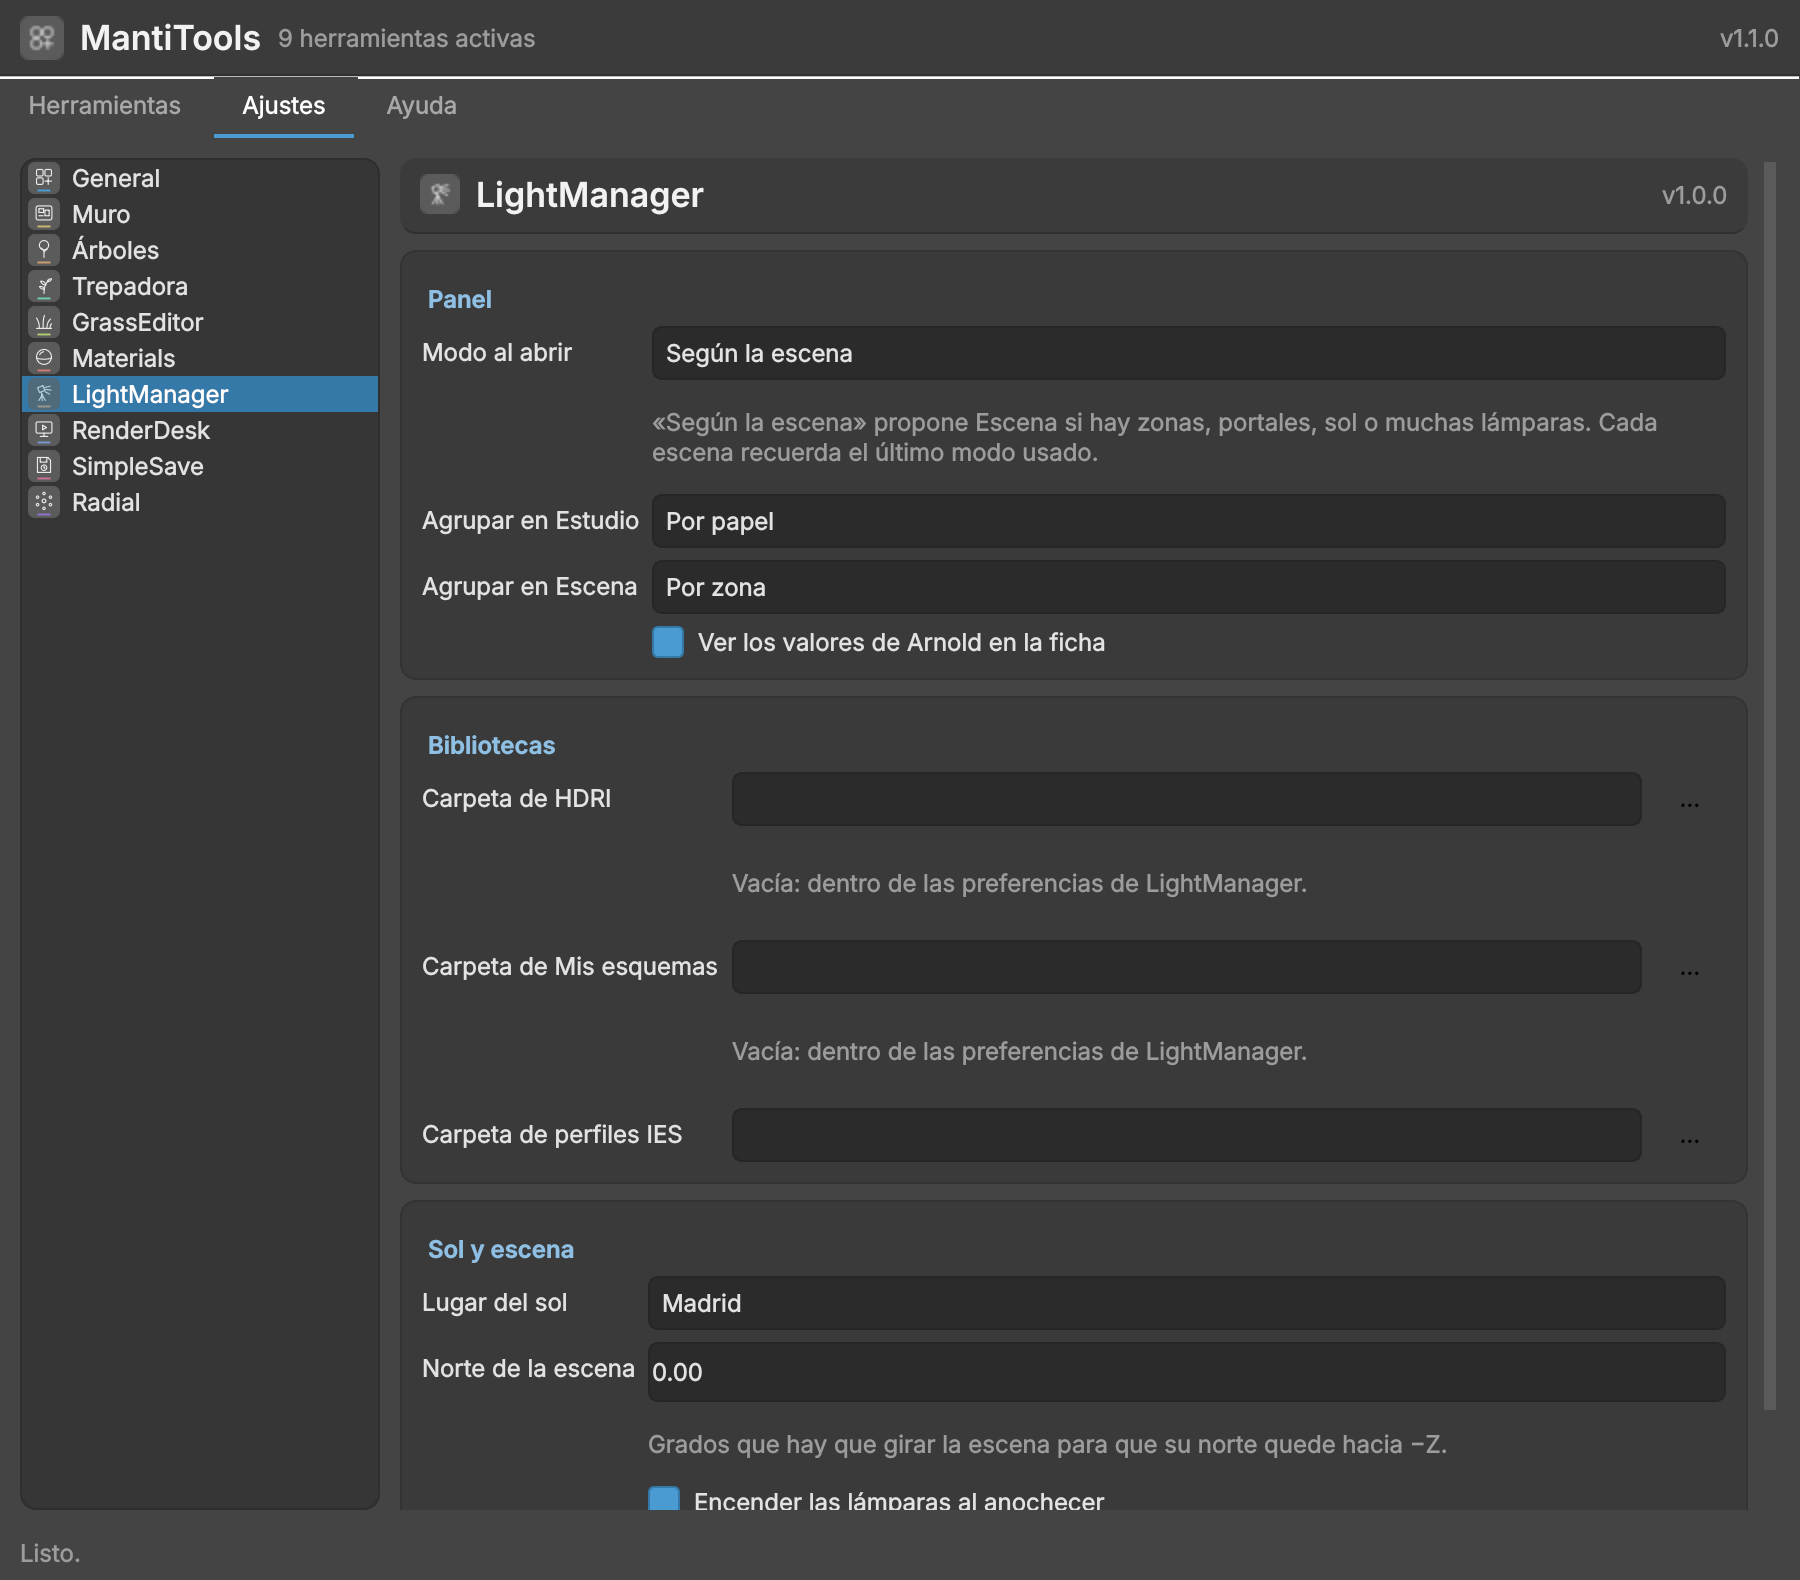 MantiTools 9 herramientas activas v1.1.0
Herramientas Ajustes Ayuda
General
Muro
Árboles
Trepadora
GrassEditor
Materials
LightManager
RenderDesk
SimpleSave
Radial
LightManager v1.0.0
Panel
Modo al abrir Según la escena
«Según la escena» propone Escena si hay zonas, portales, sol o muchas lámparas. Cada
escena recuerda el último modo usado.
Agrupar en Estudio Por papel
Agrupar en Escena Por zona
Ver los valores de Arnold en la ficha
Bibliotecas
Carpeta de HDRI ...
Vacía: dentro de las preferencias de LightManager.
Carpeta de Mis esquemas ...
Vacía: dentro de las preferencias de LightManager.
Carpeta de perfiles IES ...
Sol y escena
Lugar del sol Madrid
Norte de la escena 0.00
Grados que hay que girar la escena para que su norte quede hacia −Z.
Encender las lámparas al anochecer
Listo.